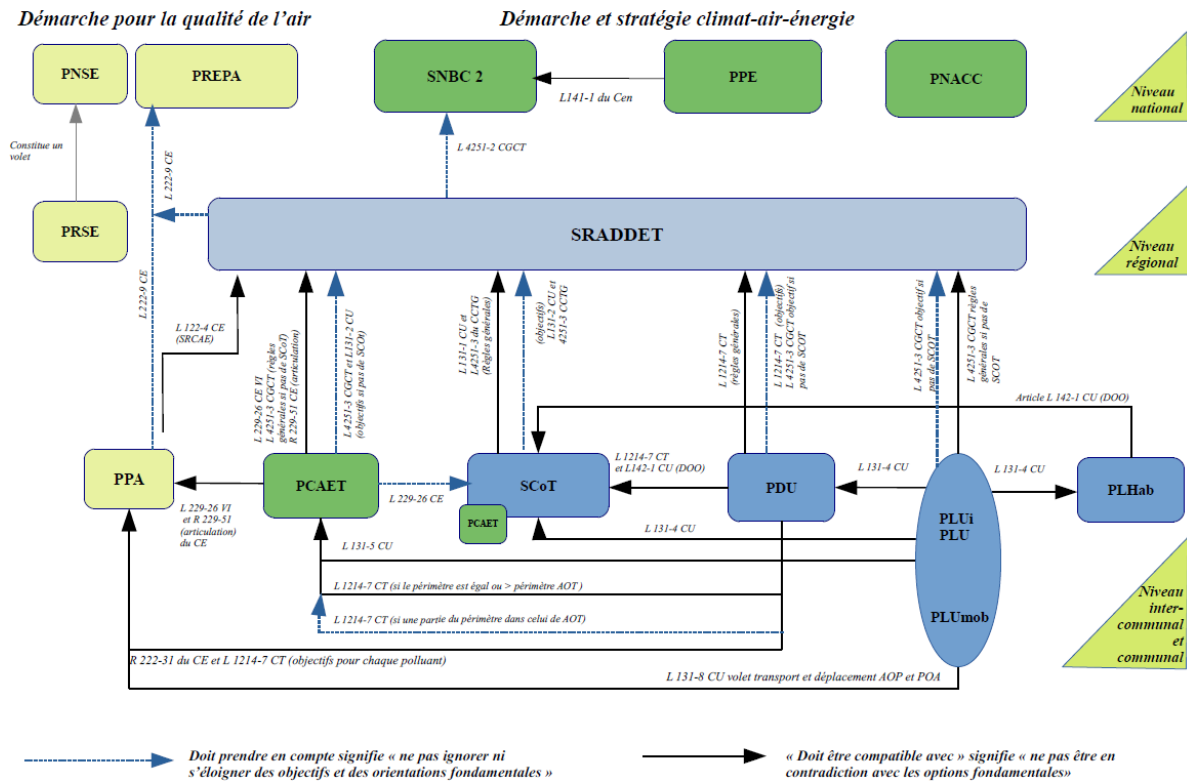 Démarche pour la qualité de l'air
Démarche et stratégie climat-air-énergie
PNSE
PREPA
SNBC 2
PPE
PNACC
Niveau
national
L141-1 du Cen
Constitue un
volet
L 222-9 CE
L 4251-2 CGCT
PRSE
SRADDET
Niveau
régional
L 222-9 CE
L 122-4 CE
(SRCAE)
L 229-26 CE VI
L 4251-3 CGCT (règles
générales si pas de SCoT)
R 229-51 CE (articulation)
L 4251-3 CGCT et L131-2 CU
(objectifs si pas de SCOt)
L 131-1 CU et
L4251-3 du CCTG
(Règles générales)
(objectifs)
L131-2 CU et
4251-3 CCTG
L 1214-7 CT
(règles générales)
L 1214-7 CT (objectifs)
L 4251-3 CGCT objectif si
pas de SCOT
L 4251-3 CGCT objectif si
pas de SCOT
L 4251-3 CGCT règles
générales si pas de
SCOT
Article L 142-1 CU (DOO)
PPA
PCAET
SCoT
PCAET
PDU
PLUi
PLU
PLUmob
PLHab
L 1214-7 CT
et L142-1 CU (DOO)
L 131-4 CU
L 131-4 CU
L 229-26 CE
L 229-26 VI
et R 229-51
(articulation)
du CE
L 131-4 CU
L 131-5 CU
L 1214-7 CT (si le périmètre est égal ou > périmètre AOT )
L 1214-7 CT (si une partie du périmètre dans celui de AOT)
Niveau
inter-
communal
et
communal
R 222-31 du CE et L 1214-7 CT (objectifs pour chaque polluant)
L 131-8 CU volet transport et déplacement AOP et POA
Doit prendre en compte signifie « ne pas ignorer ni
s'éloigner des objectifs et des orientations fondamentales »
« Doit être compatible avec » signifie « ne pas être en
contradiction avec les options fondamentales»